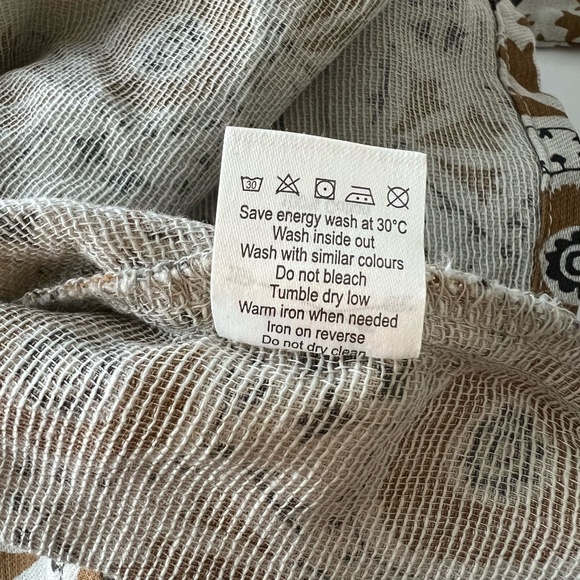 30
Save energy wash at 30°C
Wash inside out
Wash with similar colours
Do not bleach
Tumble dry low
Warm iron when needed
Iron on reverse
Do not dry clean